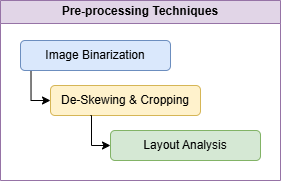 Pre-processing Techniques
Image Binarization
De-Skewing & Cropping
Layout Analysis